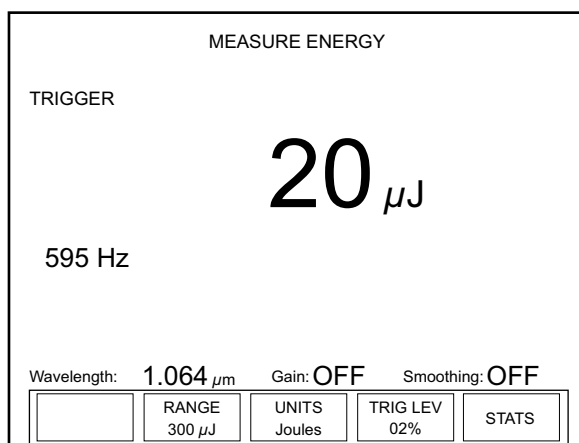 MEASURE ENERGY
TRIGGER
20 µJ
595 Hz
Wavelength: 1.064 µm Gain: OFF Smoothing: OFF
RANGE UNITS TRIG LEV STATS
300 µJ Joules 02%